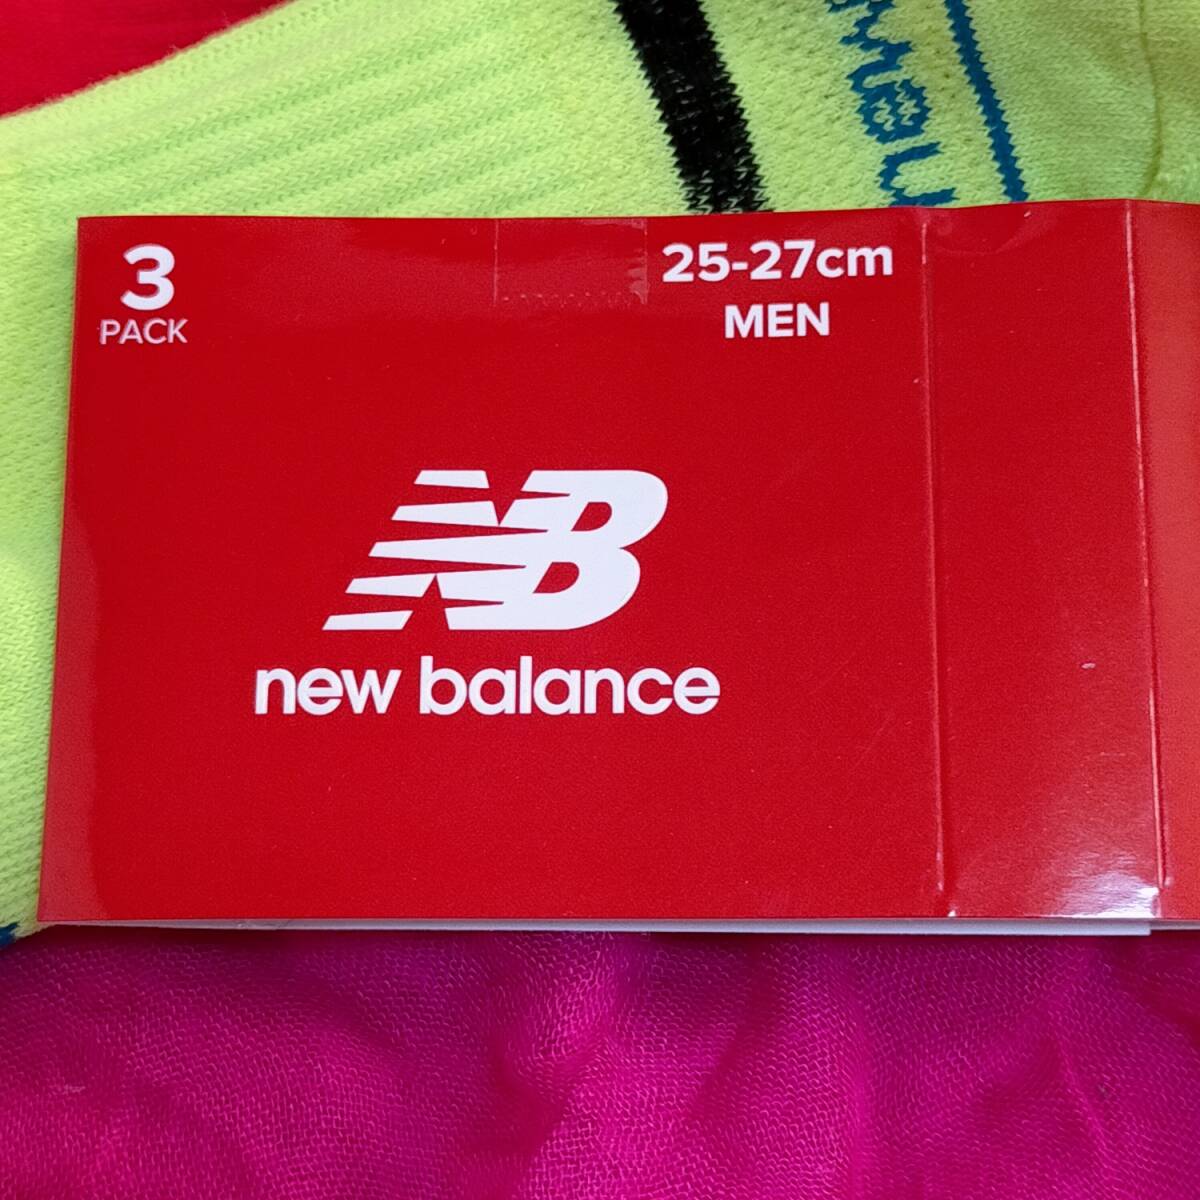 3
PACK
25-27cm
MEN
NB
new balance